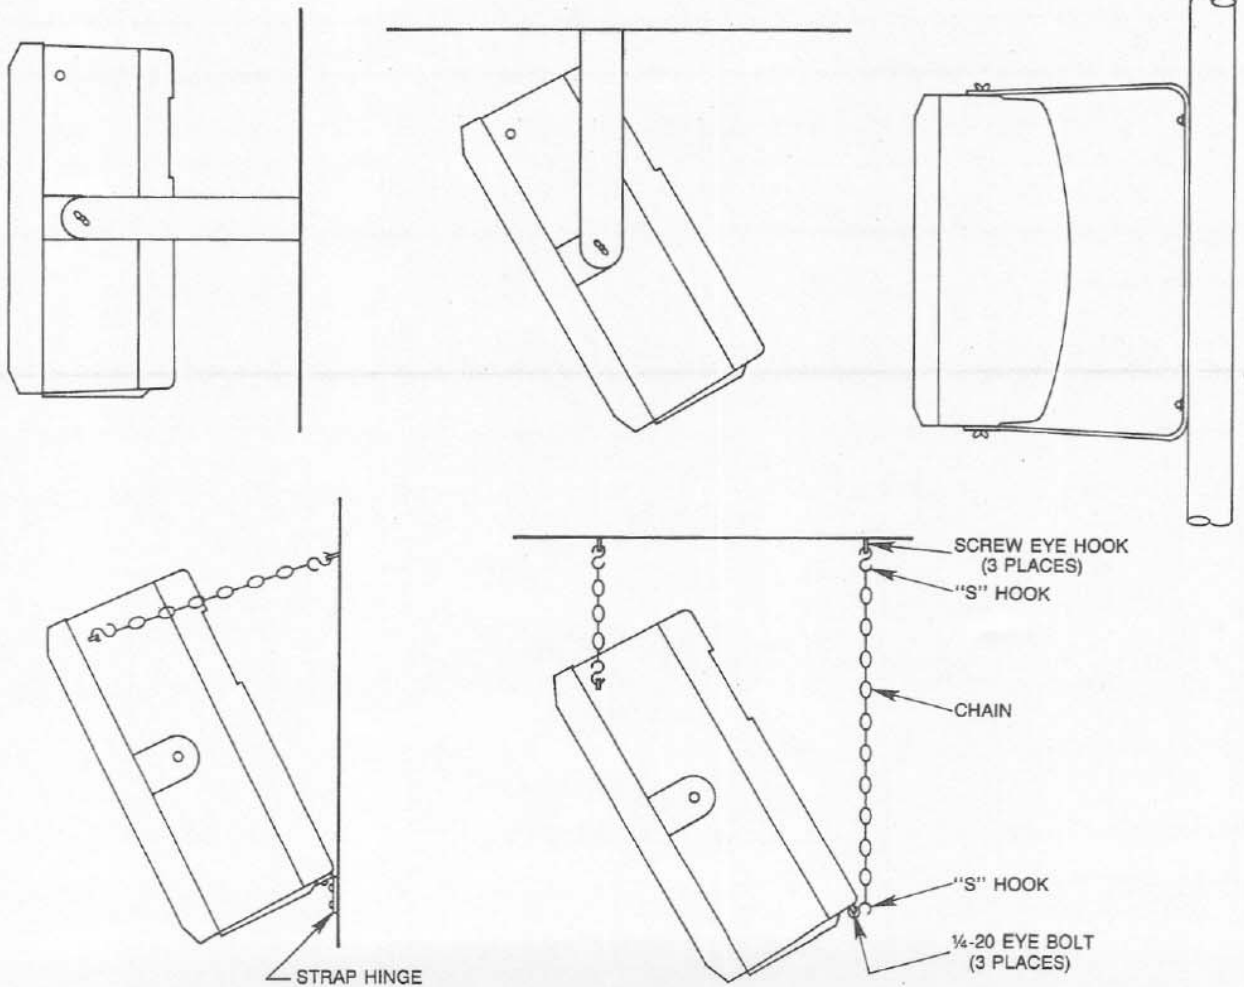 SCREW EYE HOOK
(3 PLACES)
"S" HOOK
CHAIN
"S" HOOK
¼-20 EYE BOLT
(3 PLACES)
STRAP HINGE